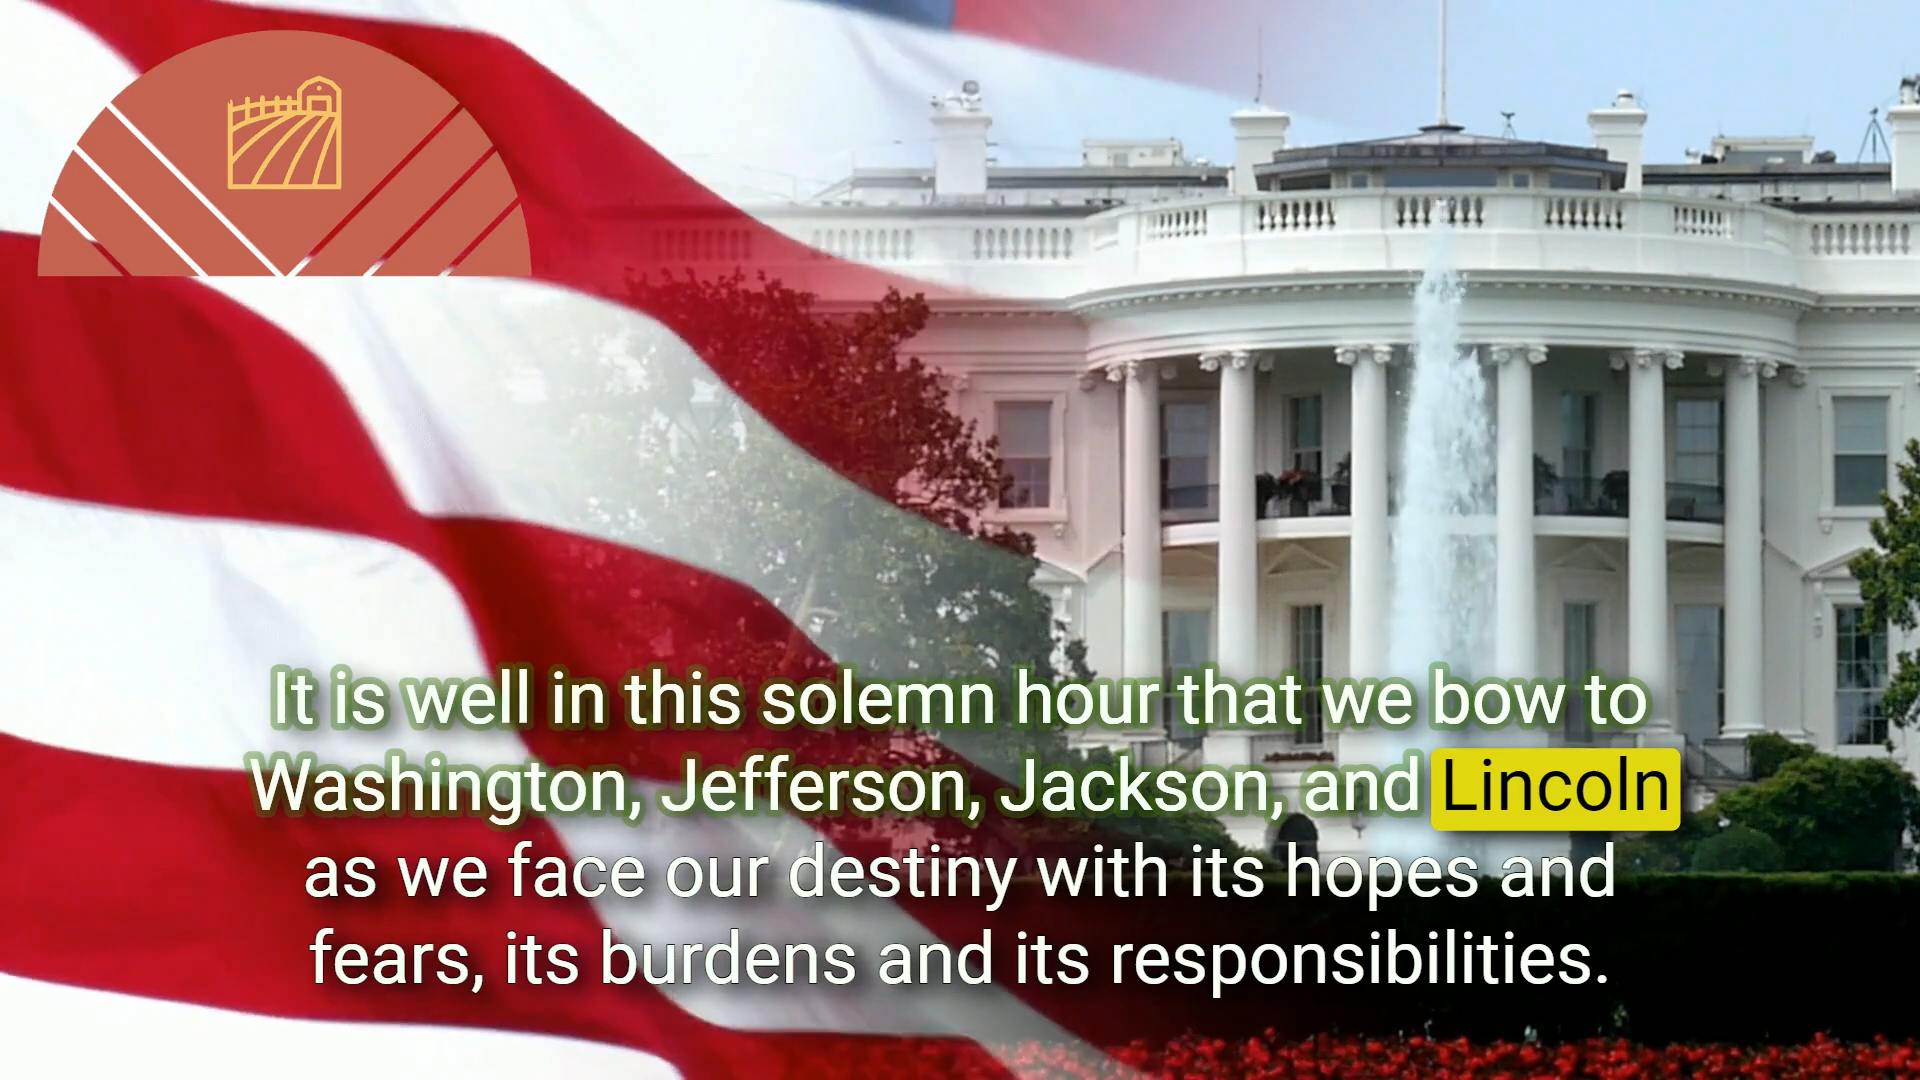 It is well in this solemn hour that we bow to
Washington, Jefferson, Jackson, and Lincoln
as we face our destiny with its hopes and
fears, its burdens and its responsibilities.